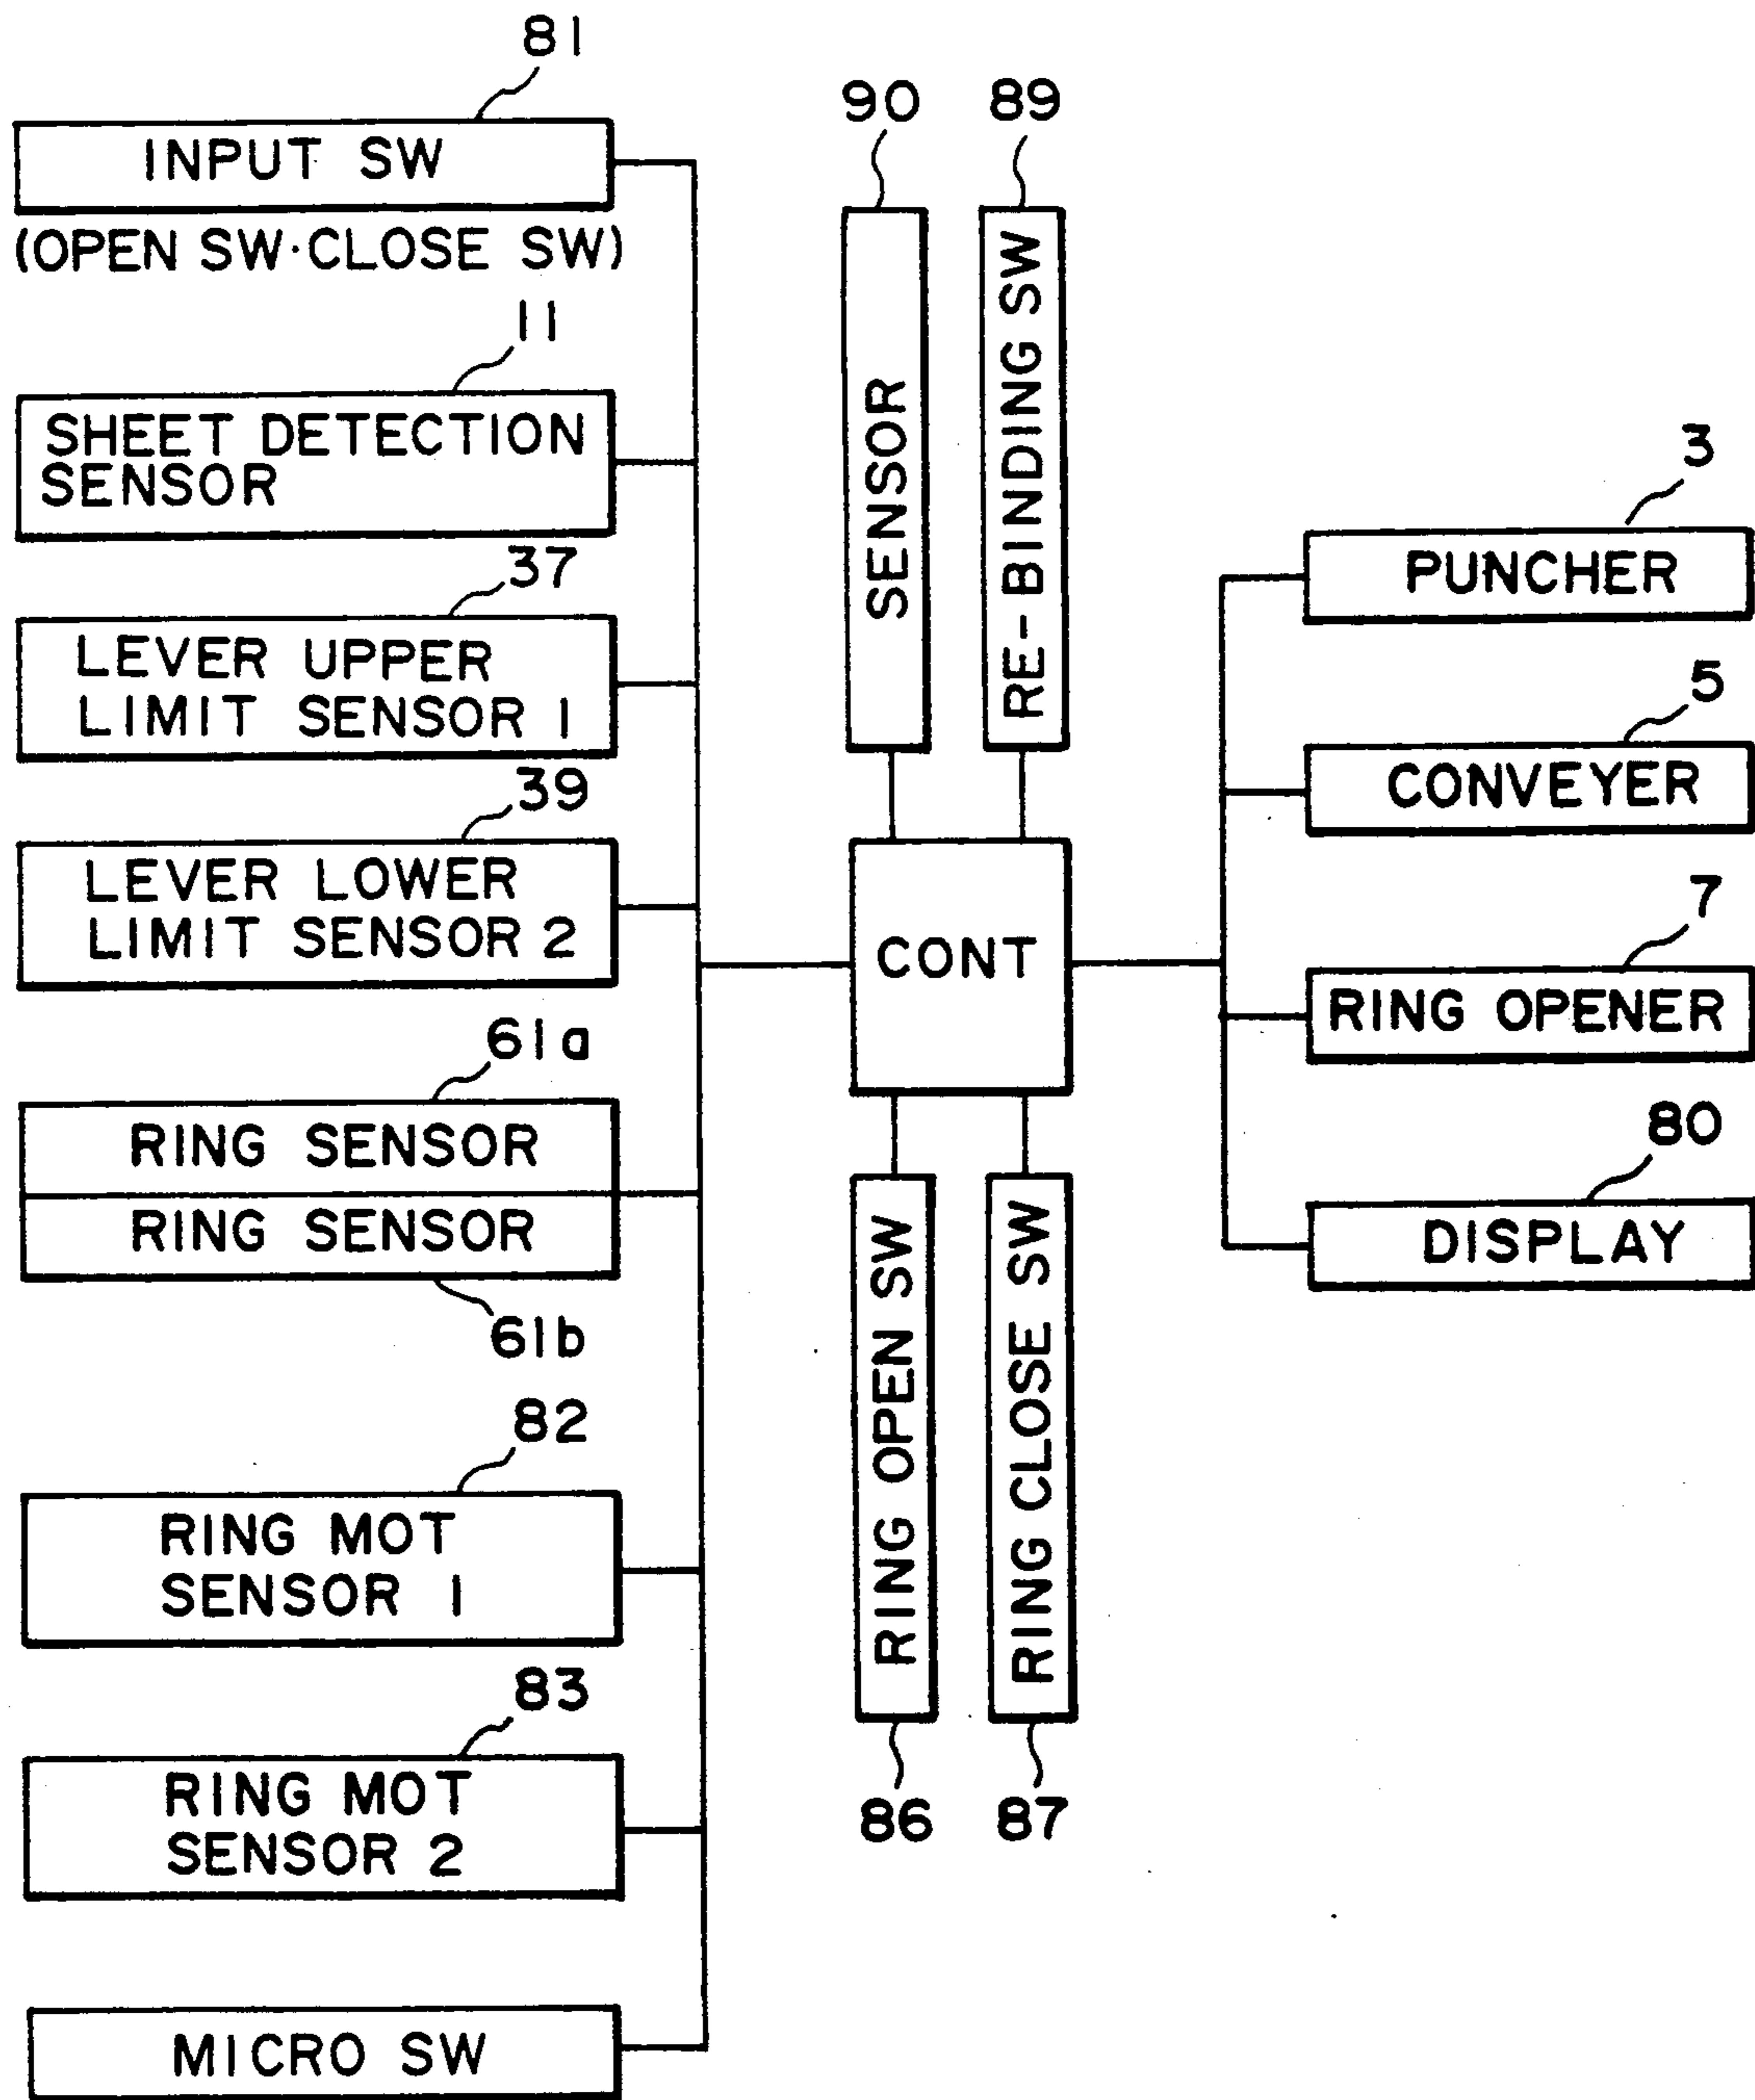 81
INPUT SW
(OPEN SW·CLOSE SW)
11
SHEET DETECTION
SENSOR
37
LEVER UPPER
LIMIT SENSOR 1
39
LEVER LOWER
LIMIT SENSOR 2
61a
RING SENSOR
RING SENSOR
61b
82
RING MOT
SENSOR 1
83
RING MOT
SENSOR 2
MICRO SW
90
SENSOR
89
RE-BINDING SW
CONT
RING OPEN SW
86
RING CLOSE SW
87
3
PUNCHER
5
CONVEYER
7
RING OPENER
80
DISPLAY